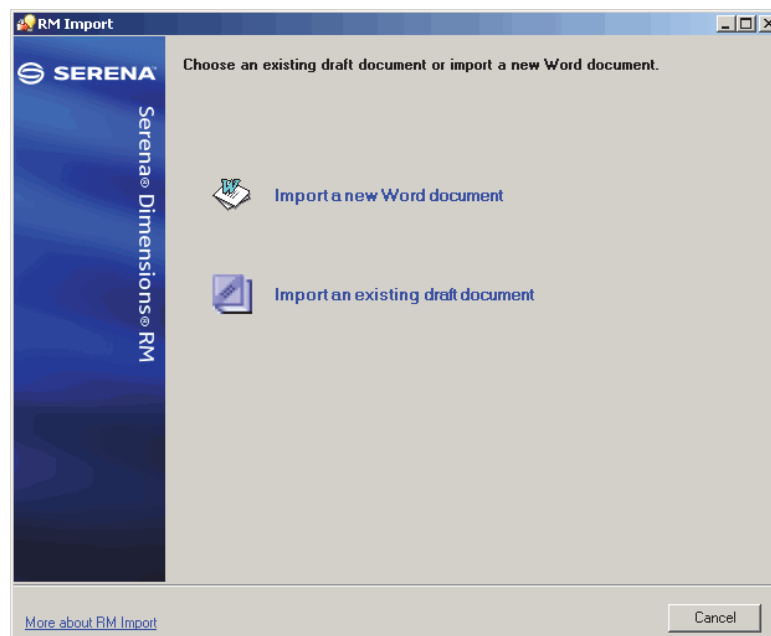 RM Import
SERENA
Serena® Dimensions® RM
Choose an existing draft document or import a new Word document.
Import a new Word document
Import an existing draft document
More about RM Import
Cancel